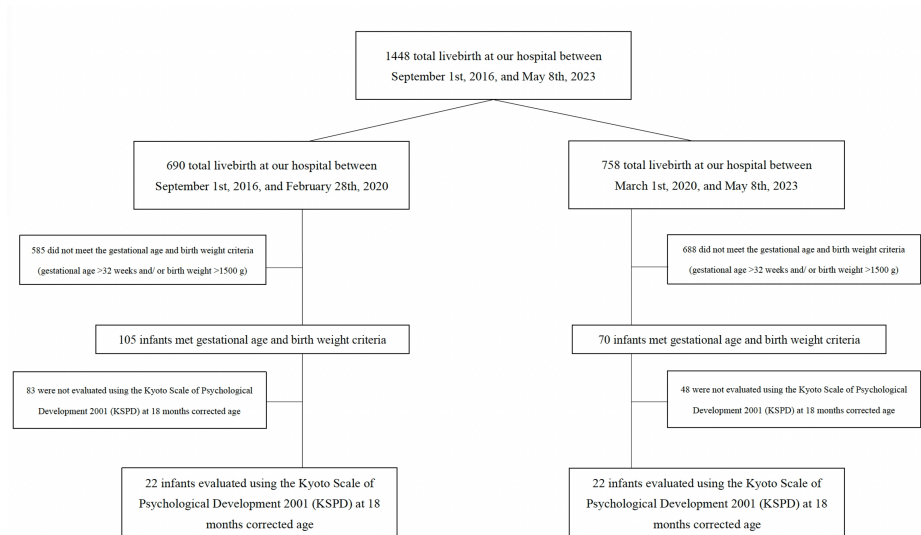 1448 total livebirth at our hospital between
September 1st, 2016, and May 8th, 2023
690 total livebirth at our hospital between
September 1st, 2016, and February 28th, 2020
758 total livebirth at our hospital between
March 1st, 2020, and May 8th, 2023
585 did not meet the gestational age and birth weight criteria
(gestational age >32 weeks and/ or birth weight >1500 g)
688 did not meet the gestational age and birth weight criteria
(gestational age >32 weeks and/ or birth weight >1500 g)
105 infants met gestational age and birth weight criteria
70 infants met gestational age and birth weight criteria
83 were not evaluated using the Kyoto Scale of Psychological
Development 2001 (KSPD) at 18 months corrected age
48 were not evaluated using the Kyoto Scale of Psychological
Development 2001 (KSPD) at 18 months corrected age
22 infants evaluated using the Kyoto Scale of
Psychological Development 2001 (KSPD) at 18
months corrected age
22 infants evaluated using the Kyoto Scale of
Psychological Development 2001 (KSPD) at 18
months corrected age